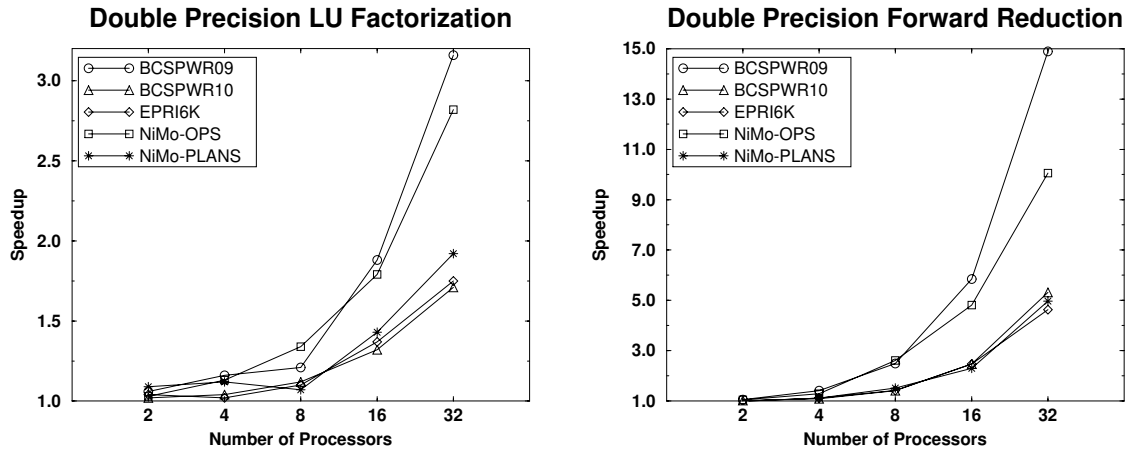 Double Precision LU Factorization
Speedup
3.0
2.5
2.0
1.5
1.0
BCSPWR09
BCSPWR10
EPRI6K
NiMo-OPS
NiMo-PLANS
2 4 8 16 32
Number of Processors
Double Precision Forward Reduction
Speedup
15.0
13.0
11.0
9.0
7.0
5.0
3.0
1.0
BCSPWR09
BCSPWR10
EPRI6K
NiMo-OPS
NiMo-PLANS
2 4 8 16 32
Number of Processors